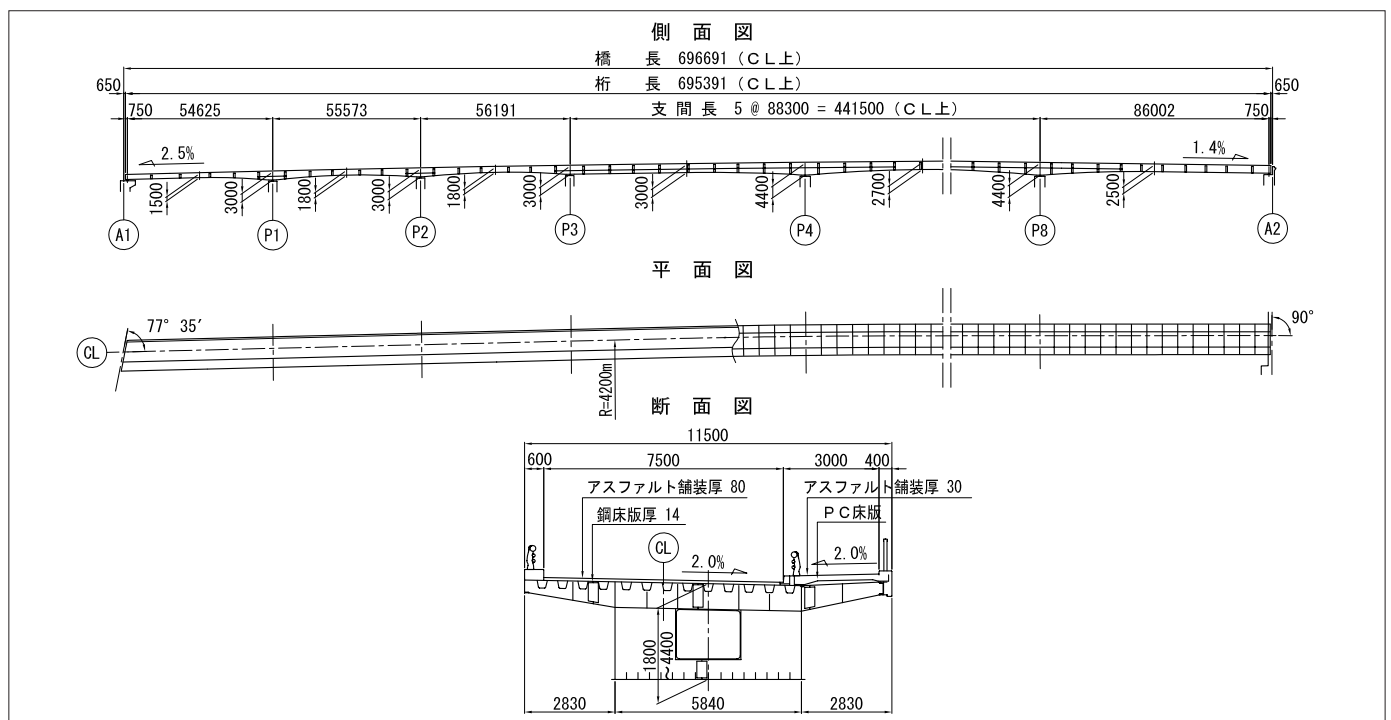 側面図
橋長 696691 (CL上)
650 桁長 695391 (CL上) 650
750 54625 55573 56191 支間長 5 @ 88300 = 441500 (CL上) 86002 750
2.5% 1.4%
1500 3000 1800 3000 1800 3000 3000 4400 2700 4400 2500
A1 P1 P2 P3 P4 P8 A2
平面図
77° 35′ 90°
CL
R=4200m
断面図
11500
600 7500 3000 400
アスファルト舗装厚 80 アスファルト舗装厚 30
鋼床版厚 14 PC床版
CL 2.0% 2.0%
1800
~4400
2830 5840 2830